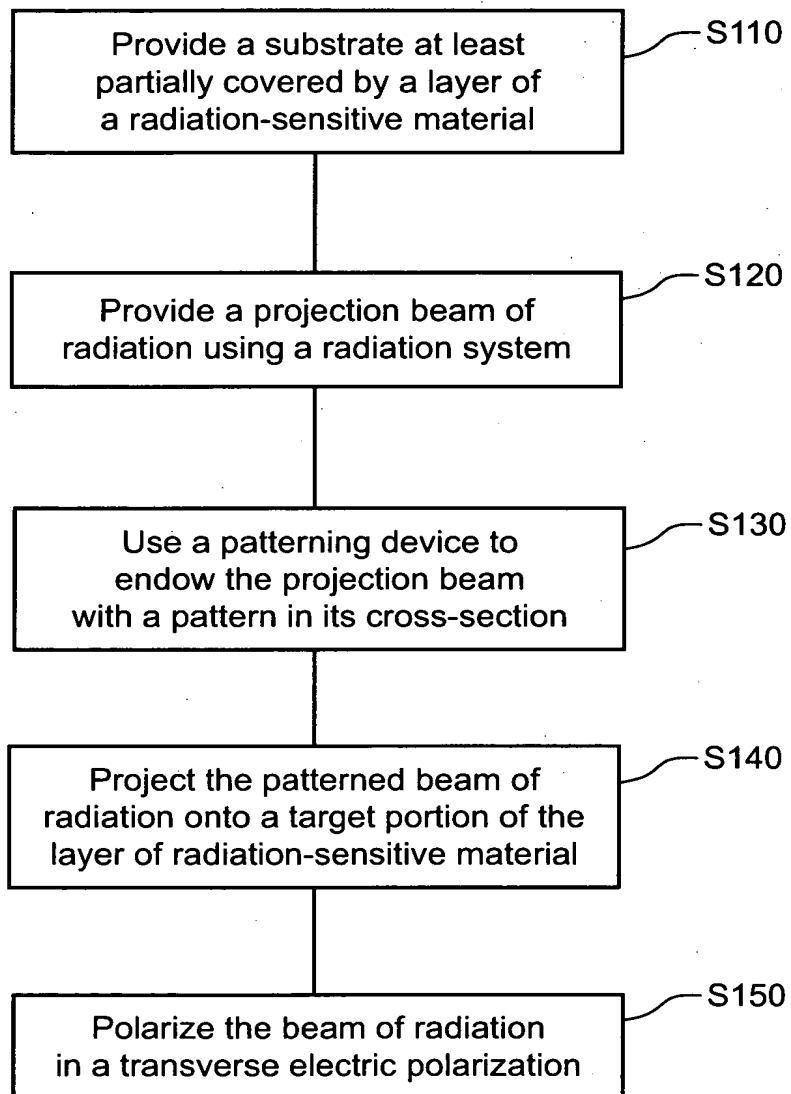 Provide a substrate at least
partially covered by a layer of
a radiation-sensitive material
S110
Provide a projection beam of
radiation using a radiation system
S120
Use a patterning device to
endow the projection beam
with a pattern in its cross-section
S130
Project the patterned beam of
radiation onto a target portion of the
layer of radiation-sensitive material
S140
Polarize the beam of radiation
in a transverse electric polarization
S150